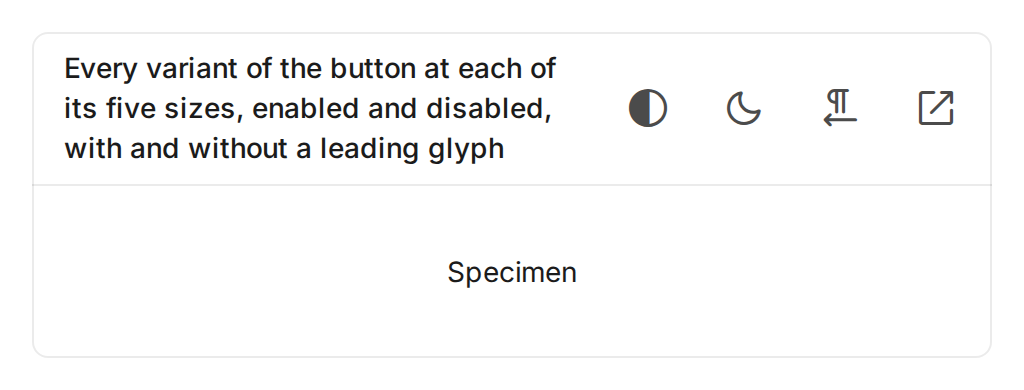 Every variant of the button at each of
its five sizes, enabled and disabled,
with and without a leading glyph
Specimen